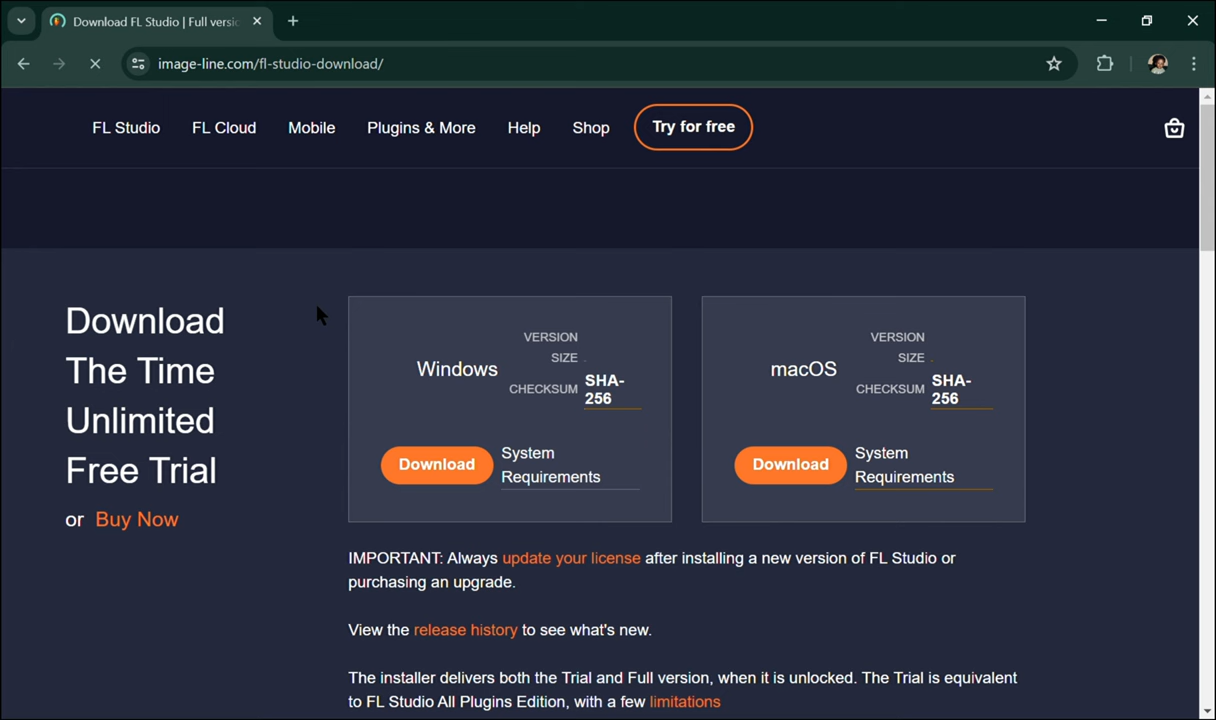 Download FL Studio | Full versi
image-line.com/fl-studio-download/
FL Studio FL Cloud Mobile Plugins & More Help Shop Try for free
Download
The Time
Unlimited
Free Trial
or Buy Now
Windows
VERSION
SIZE
CHECKSUM SHA-
256
Download
System
Requirements
macOS
VERSION
SIZE
CHECKSUM SHA-
256
Download
System
Requirements
IMPORTANT: Always update your license after installing a new version of FL Studio or
purchasing an upgrade.
View the release history to see what's new.
The installer delivers both the Trial and Full version, when it is unlocked. The Trial is equivalent
to FL Studio All Plugins Edition, with a few limitations